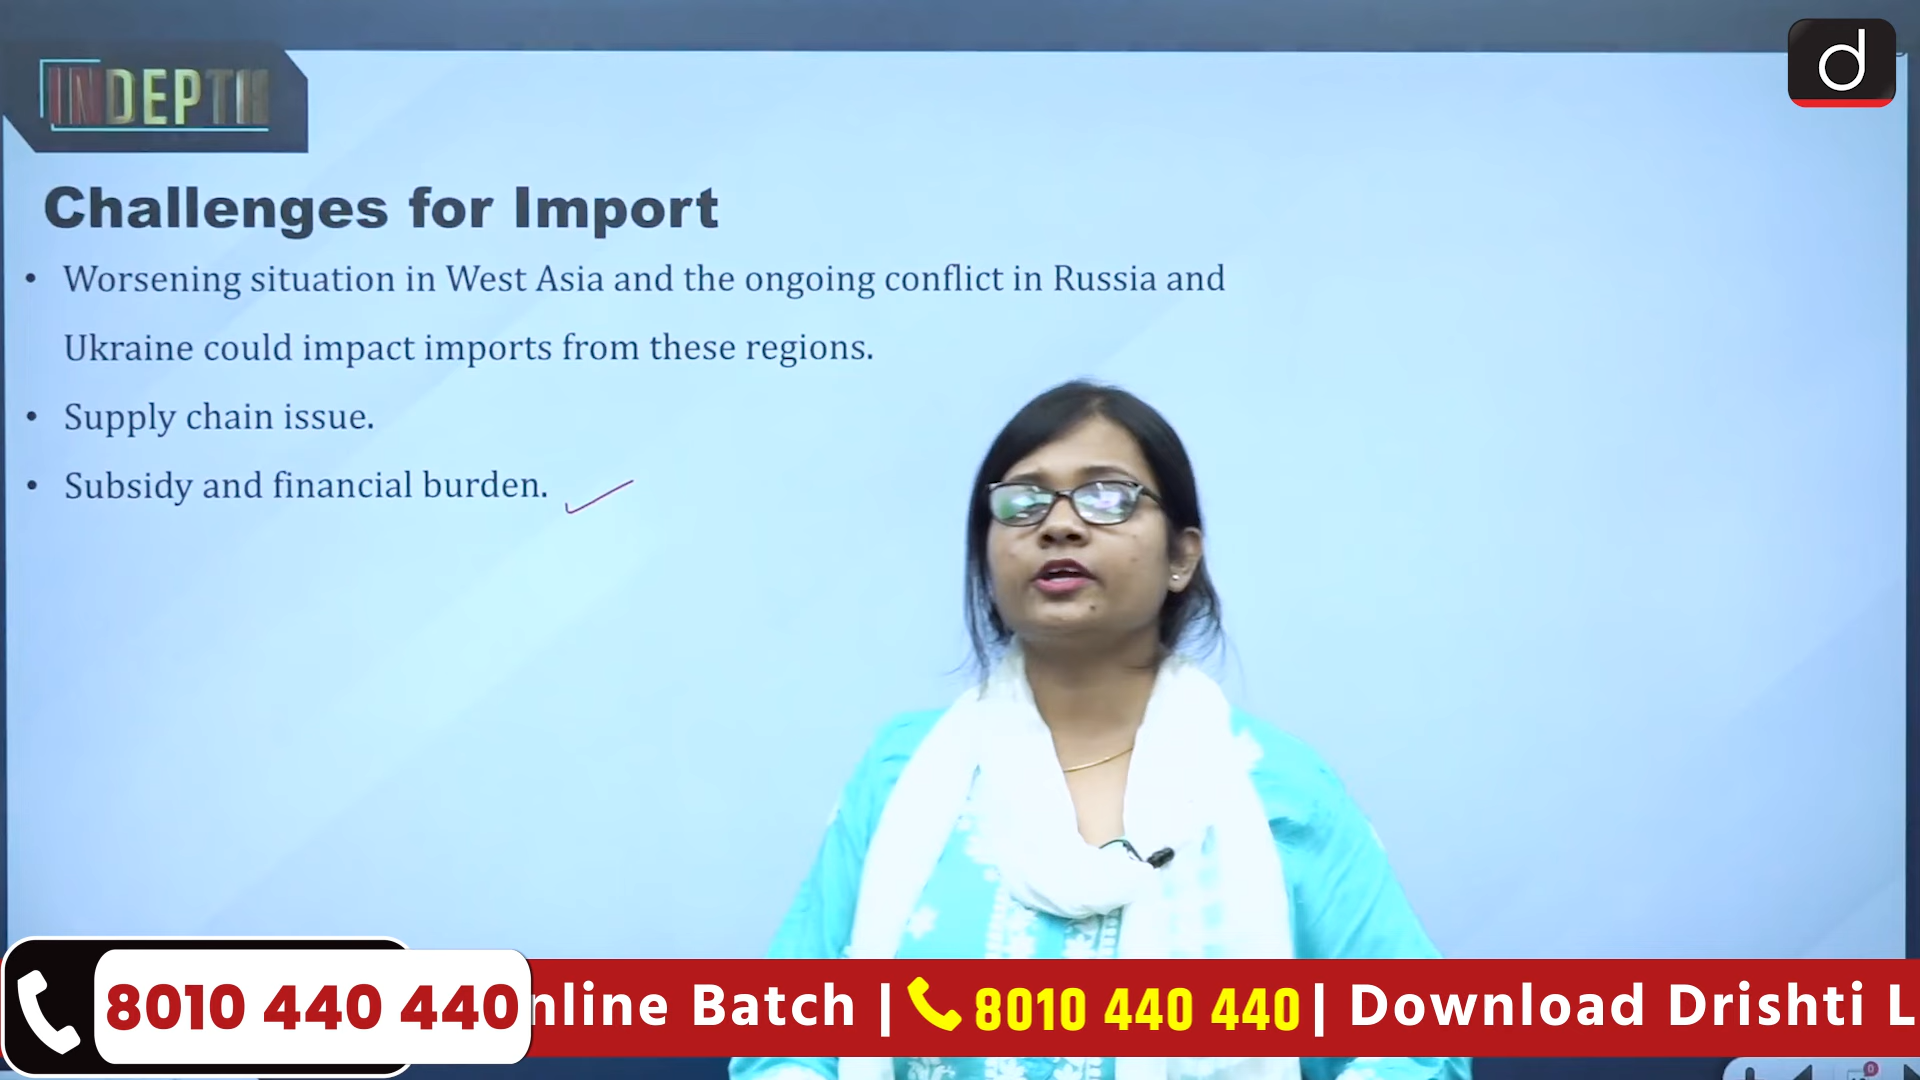 INDEPTH
d
Challenges for Import
• Worsening situation in West Asia and the ongoing conflict in Russia and
Ukraine could impact imports from these regions.
• Supply chain issue.
• Subsidy and financial burden.
8010 440 440
nline Batch | 8010 440 440 | Download Drishti L
0